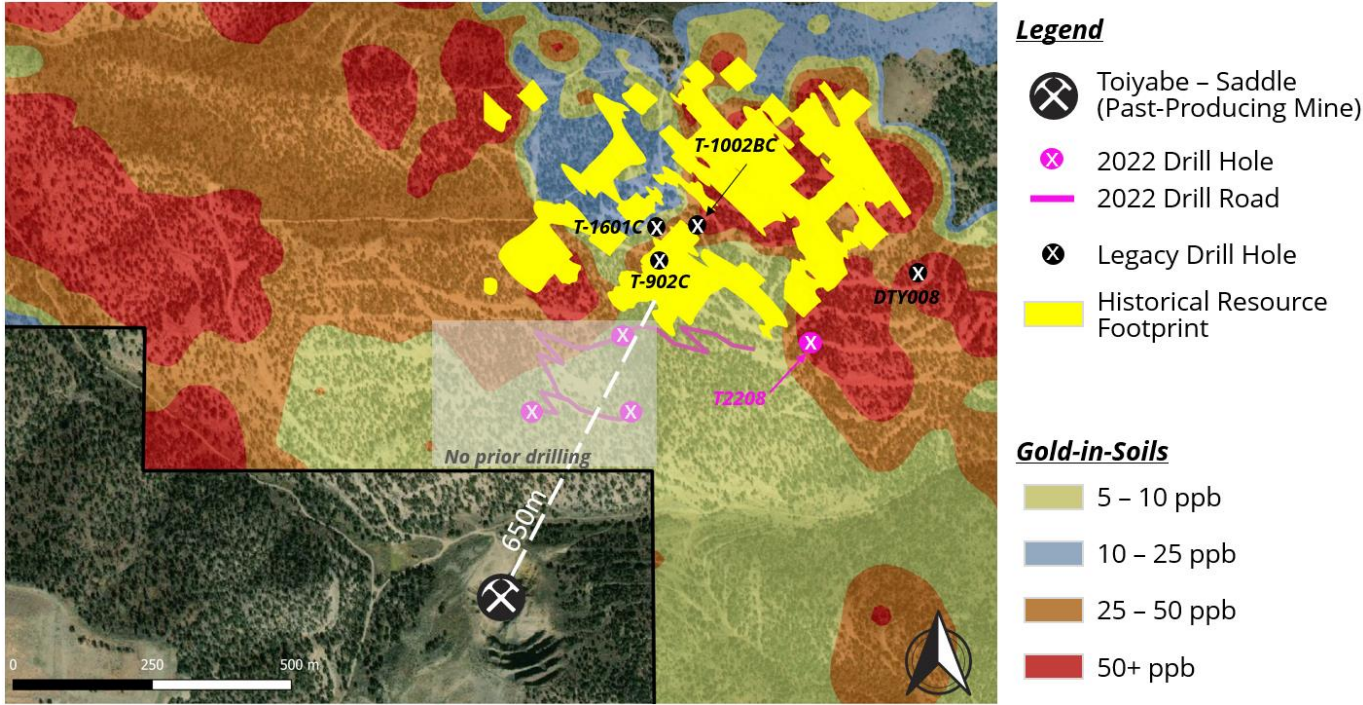 T-1002BC
T-1601C
T-902C
DTY008
T2208
No prior drilling
650m
0 250 500 m
Legend
Toiyabe – Saddle
(Past-Producing Mine)
X 2022 Drill Hole
2022 Drill Road
X Legacy Drill Hole
Historical Resource
Footprint
Gold-in-Soils
5 – 10 ppb
10 – 25 ppb
25 – 50 ppb
50+ ppb